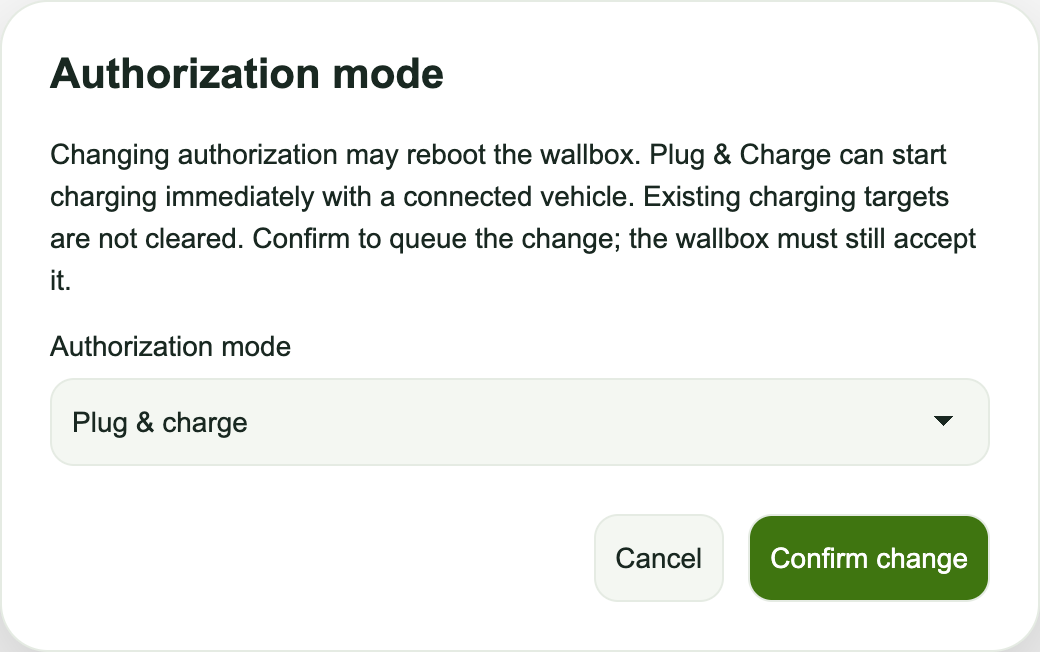 Authorization mode
Changing authorization may reboot the wallbox. Plug & Charge can start
charging immediately with a connected vehicle. Existing charging targets
are not cleared. Confirm to queue the change; the wallbox must still accept
it.
Authorization mode
Plug & charge
Cancel
Confirm change